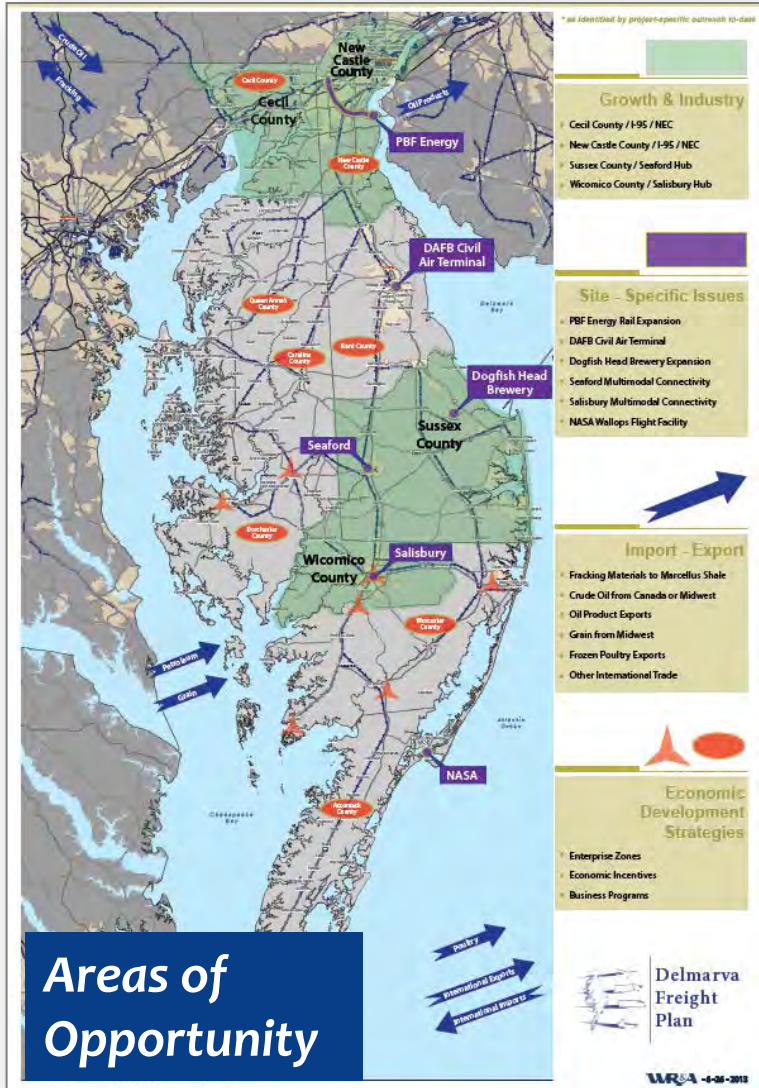 * as identified by project-specific outreach to-date
Crude Oil
Fracking
New
Castle
County
Cecil County
Cecil
County
Oil Products
PBF Energy
New Castle
County
DAFB Civil
Air Terminal
Delaware
Bay
Queen Anne's
County
Caroline
County
Kent County
Dogfish Head
Brewery
Sussex
County
Seaford
Dorchester
County
Wicomico
County
Salisbury
Worcester
County
Petroleum
Grain
Atlantic
Ocean
NASA
Accomack
County
Chesapeake
Bay
Poultry
International Exports
International Imports
Areas of
Opportunity
Growth & Industry
Cecil County / I-95 / NEC
New Castle County / I-95 / NEC
Sussex County / Seaford Hub
Wicomico County / Salisbury Hub
Site - Specific Issues
PBF Energy Rail Expansion
DAFB Civil Air Terminal
Dogfish Head Brewery Expansion
Seaford Multimodal Connectivity
Salisbury Multimodal Connectivity
NASA Wallops Flight Facility
Import - Export
Fracking Materials to Marcellus Shale
Crude Oil from Canada or Midwest
Oil Product Exports
Grain from Midwest
Frozen Poultry Exports
Other International Trade
Economic
Development
Strategies
Enterprise Zones
Economic Incentives
Business Programs
Delmarva
Freight
Plan
WR&A -6-26-2013